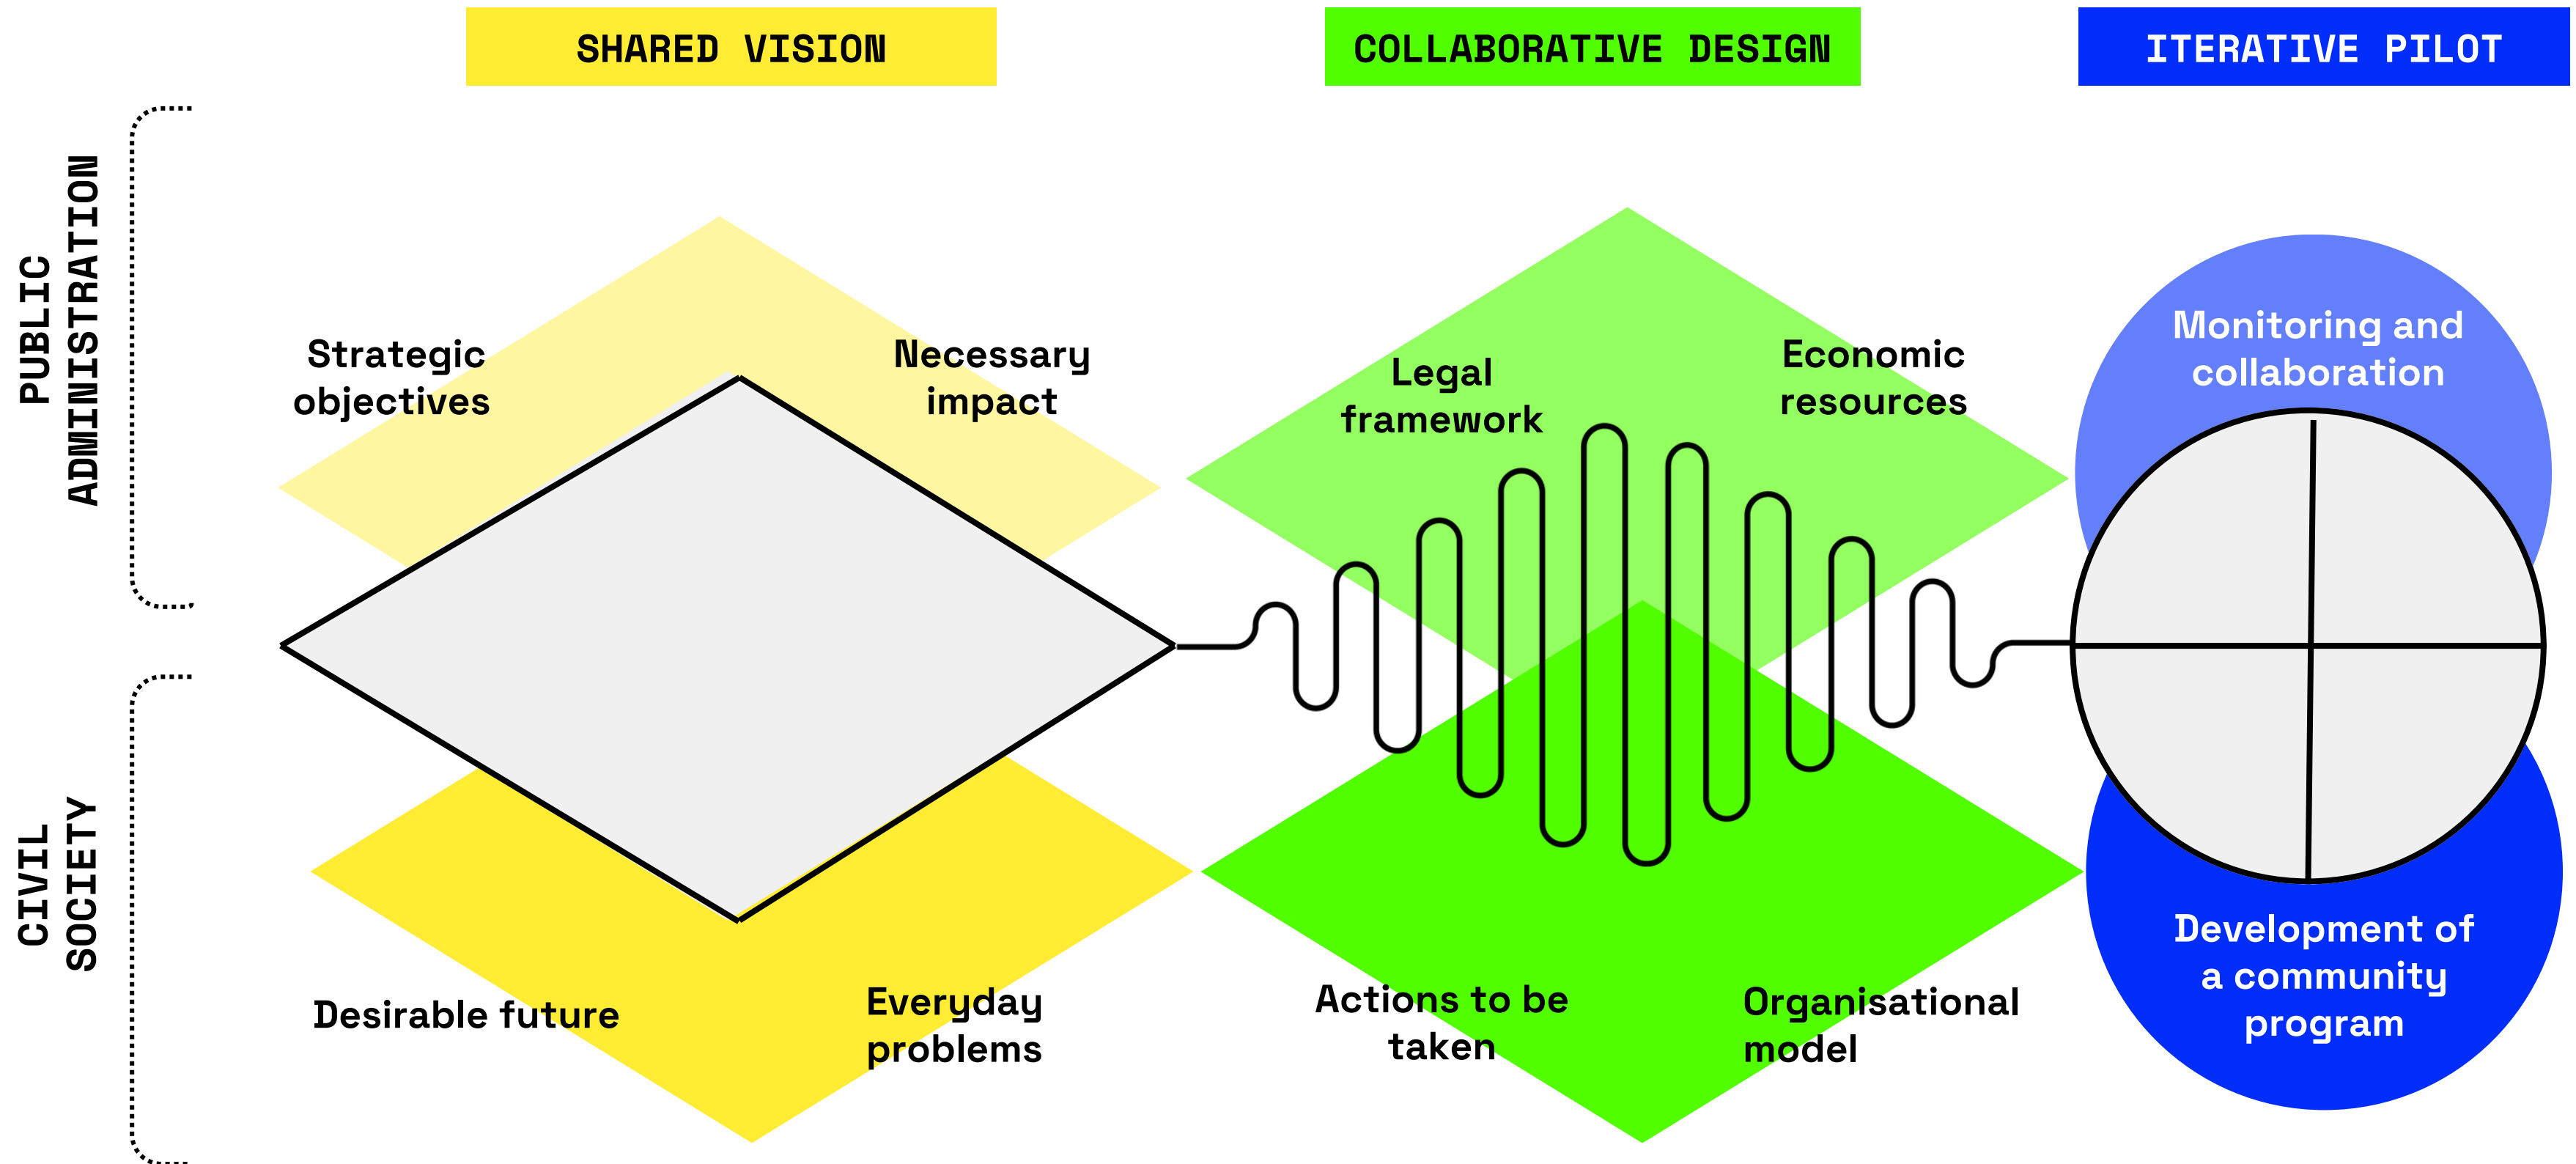 SHARED VISION
COLLABORATIVE DESIGN
ITERATIVE PILOT
PUBLIC
ADMINISTRATION
Strategic
objectives
Necessary
impact
Legal
framework
Economic
resources
Monitoring and
collaboration
CIVIL
SOCIETY
Desirable future
Everyday
problems
Actions to be
taken
Organisational
model
Development of
a community
program